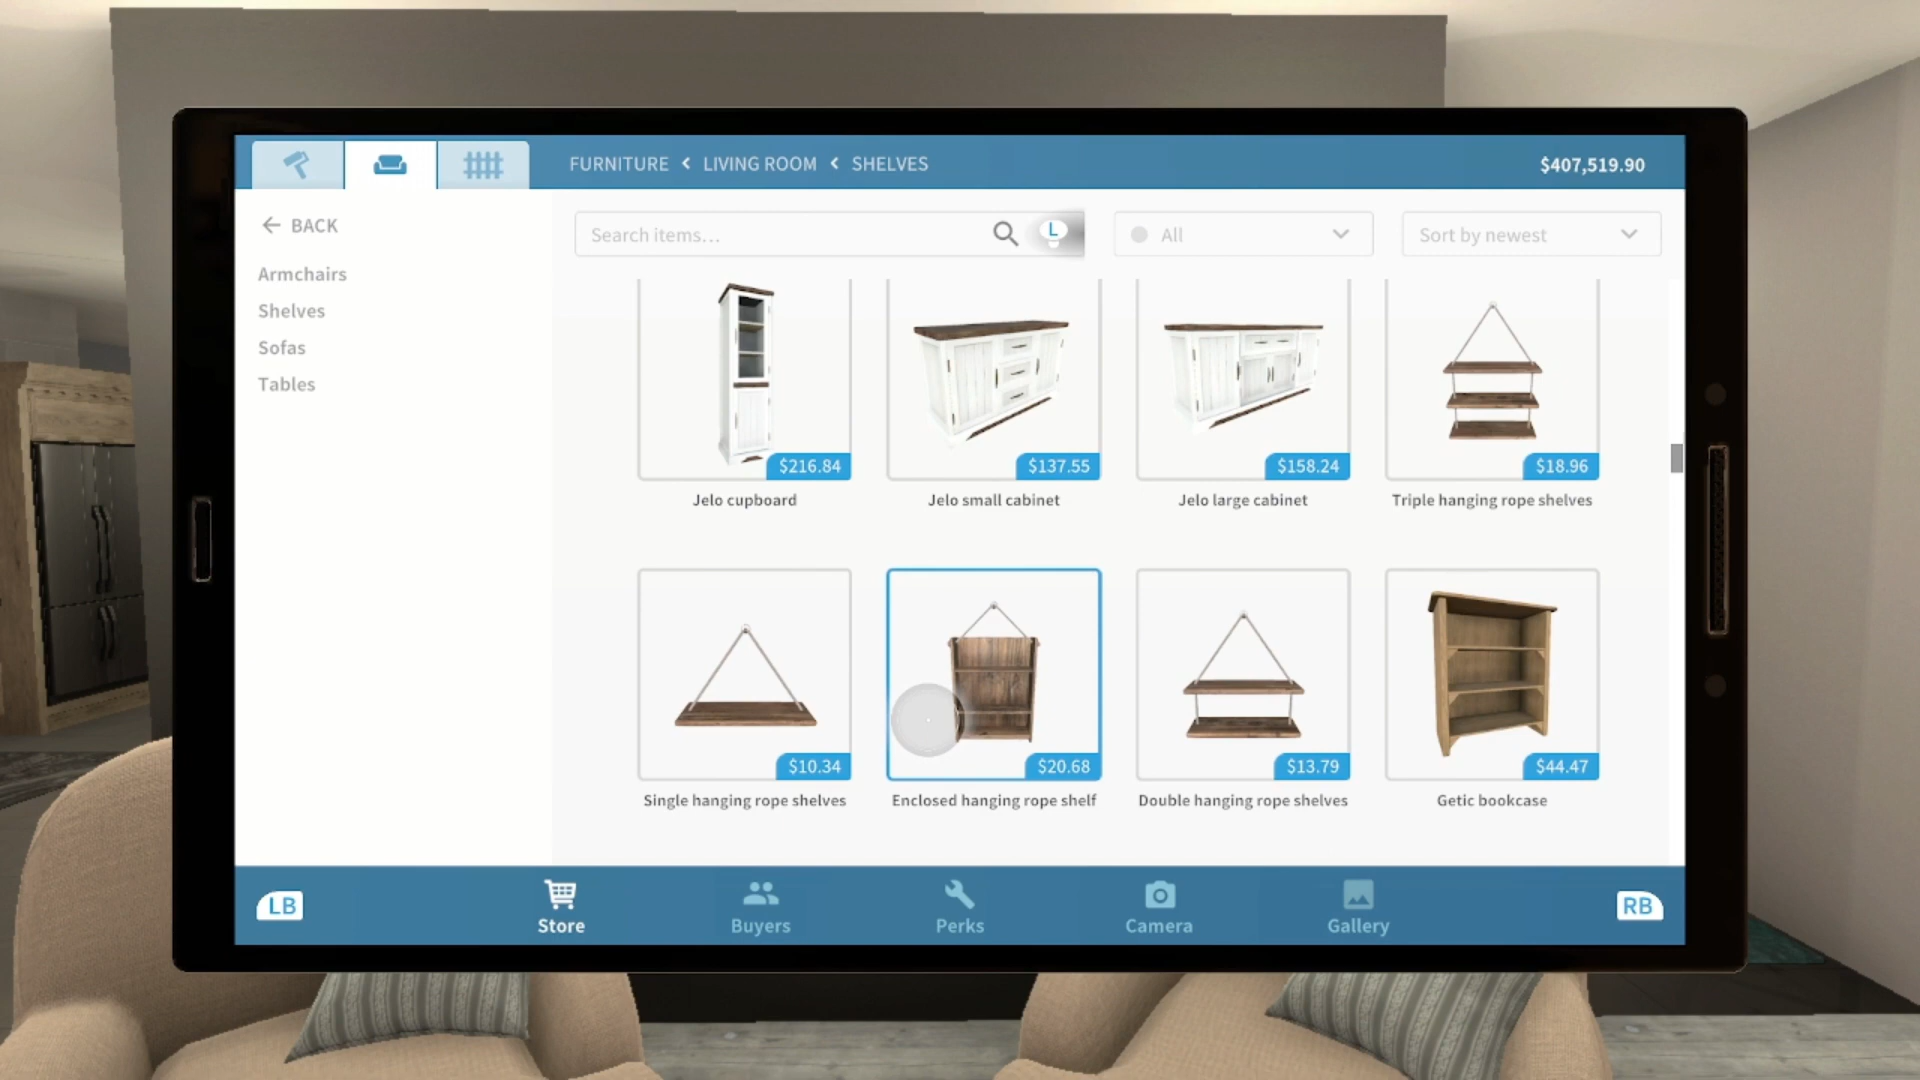 FURNITURE < LIVING ROOM < SHELVES
$407,519.90
BACK
Armchairs
Shelves
Sofas
Tables
Search items...
L
All
Sort by newest
$216.84
$137.55
$158.24
$18.96
Jelo cupboard
Jelo small cabinet
Jelo large cabinet
Triple hanging rope shelves
$10.34
$20.68
$13.79
$44.47
Single hanging rope shelves
Enclosed hanging rope shelf
Double hanging rope shelves
Getic bookcase
LB
Store
Buyers
Perks
Camera
Gallery
RB